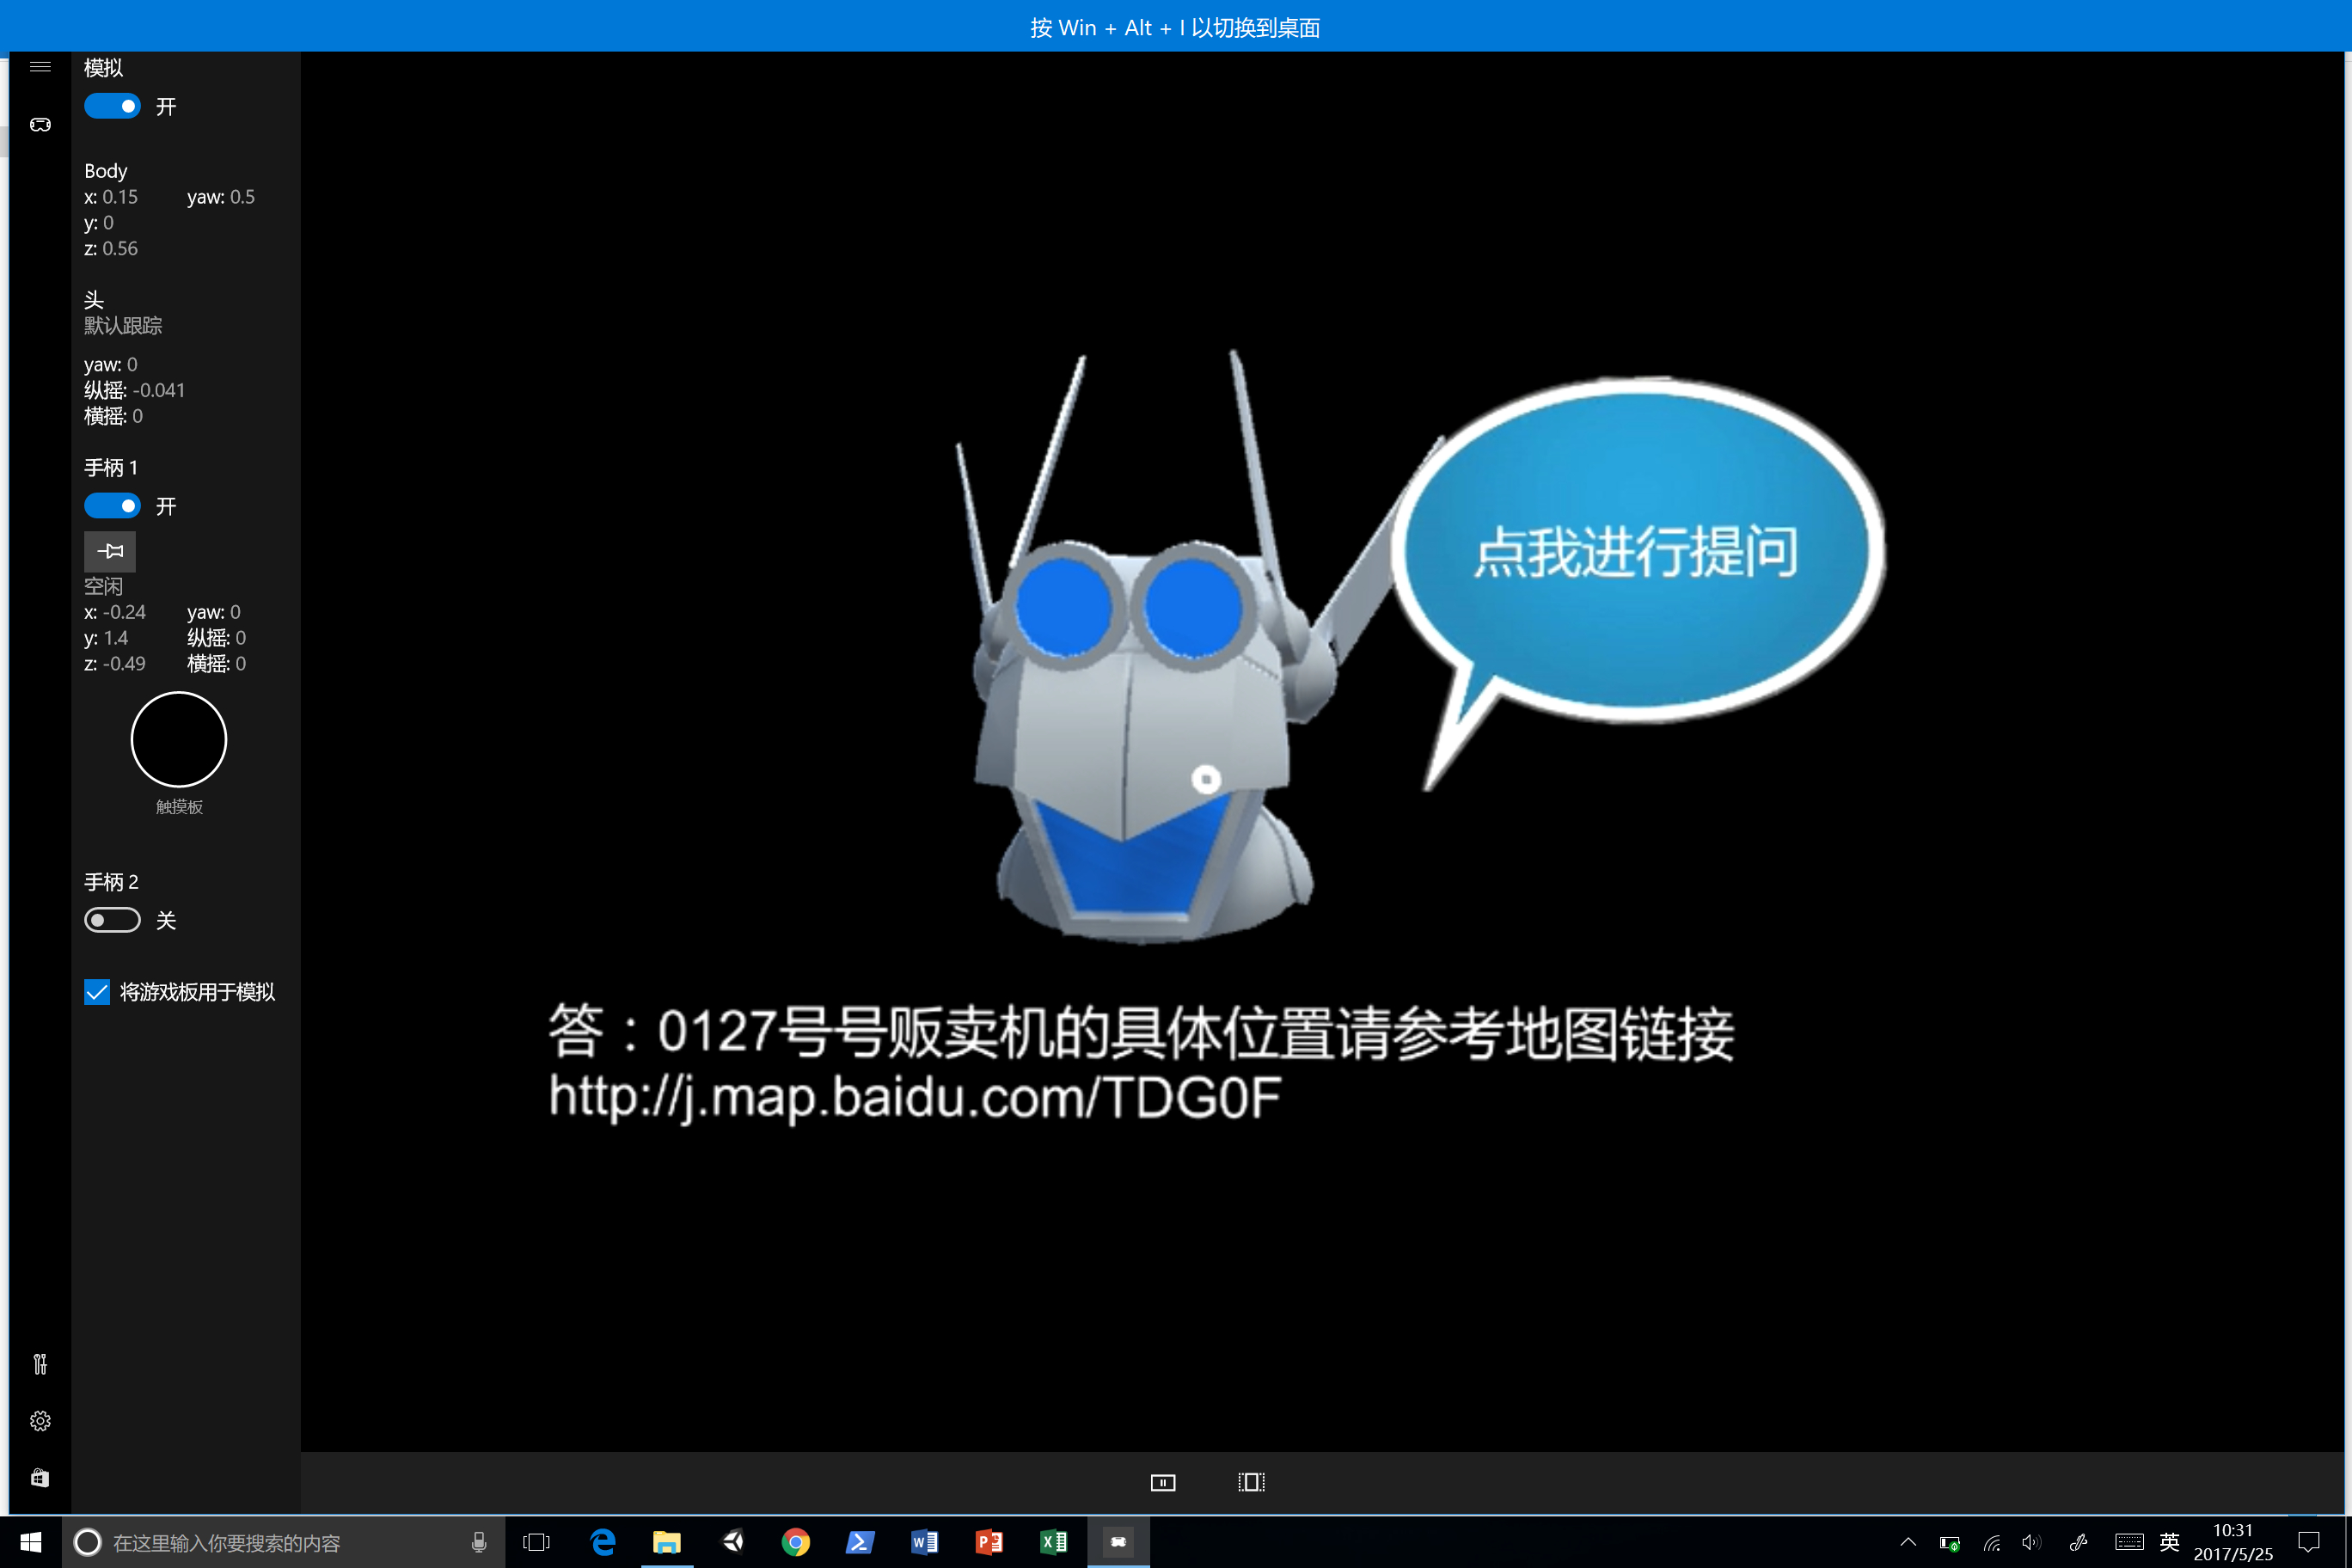 按 Win + Alt + I 以切换到桌面
模拟
开
Body
x: 0.15 yaw: 0.5
y: 0
z: 0.56
头
默认跟踪
yaw: 0
纵摇: -0.041
横摇: 0
手柄 1
开
空闲
x: -0.24 yaw: 0
y: 1.4 纵摇: 0
z: -0.49 横摇: 0
触摸板
手柄 2
关
将游戏板用于模拟
点我进行提问
答：0127号号贩卖机的具体位置请参考地图链接
http://j.map.baidu.com/TDG0F
在这里输入你要搜索的内容
英
10:31
2017/5/25